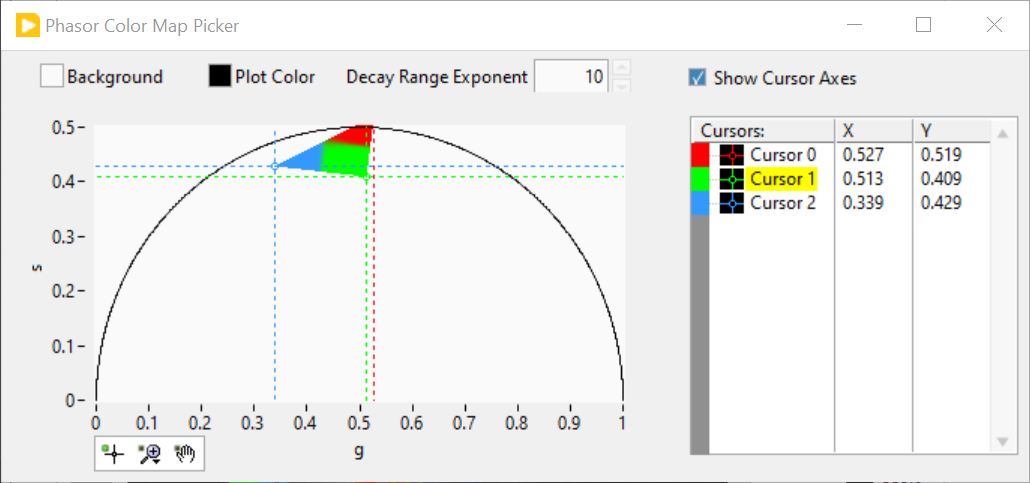 Phasor Color Map Picker
Background Plot Color Decay Range Exponent 10 Show Cursor Axes
Cursors: X Y
Cursor 0 0.527 0.519
Cursor 1 0.513 0.409
Cursor 2 0.339 0.429
0.5
0.4
0.3
0.2
0.1
0
s
0 0.1 0.2 0.3 0.4 0.5 0.6 0.7 0.8 0.9 1
g